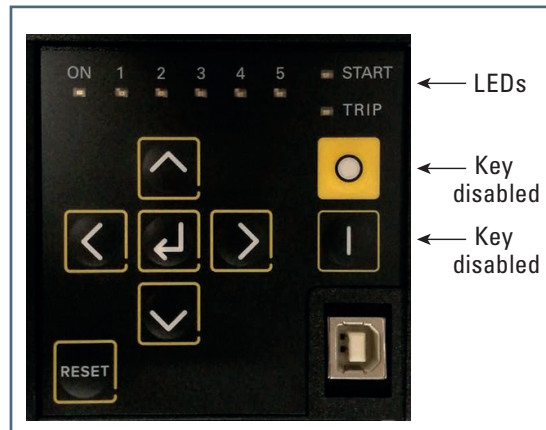 ON 1 2 3 4 5 START
TRIP
LEDs
Key
disabled
Key
disabled
RESET